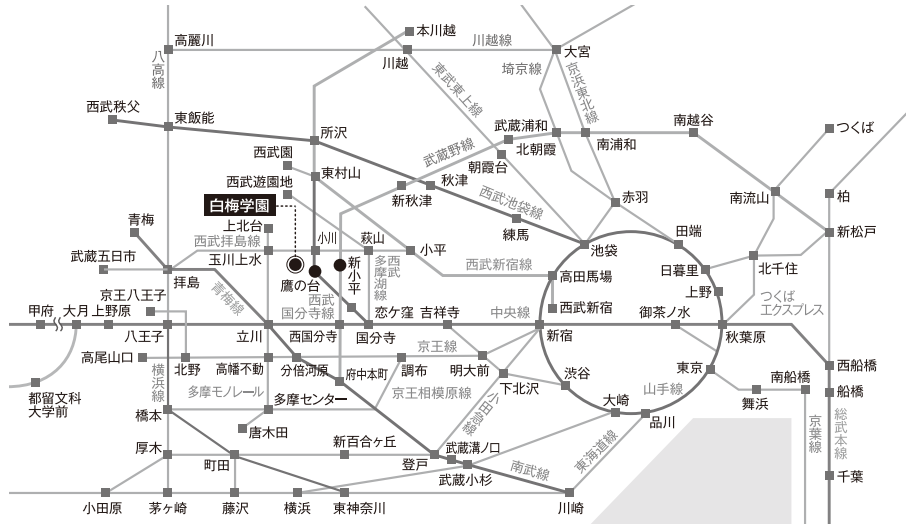 本川越
高麗川
川越線
川越
大宮
八高線
埼京線
京浜東北線
東武東上線
西武秩父
東飯能
所沢
武蔵浦和
北朝霞
南浦和
南越谷
つくば
武蔵野線
朝霞台
西武園
東村山
秋津
新秋津
西武池袋線
西武遊園地
赤羽
南流山
柏
白梅学園
青梅
上北台
小川
萩山
小平
練馬
池袋
田端
新松戸
西武拝島線
武蔵五日市
玉川上水
新小平
西武
多摩湖線
西武新宿線
高田馬場
日暮里
北千住
拝島
鷹の台
京王八王子
青梅線
西武
国分寺線
恋ケ窪
吉祥寺
中央線
西武新宿
上野
つくば
エクスプレス
甲府
大月
上野原
御茶ノ水
八王子
立川
西国分寺
国分寺
新宿
秋葉原
京王線
高尾山口
北野
高幡不動
分倍河原
府中本町
調布
明大前
下北沢
渋谷
東京
西船橋
南船橋
船橋
舞浜
都留文科
大学前
横浜線
多摩モノレール
多摩センター
京王相模原線
小田急線
山手線
大崎
品川
橋本
唐木田
京葉線
総武本線
厚木
町田
新百合ヶ丘
登戸
武蔵溝ノ口
武蔵小杉
南武線
東海道線
千葉
小田原
茅ヶ崎
藤沢
横浜
東神奈川
川崎